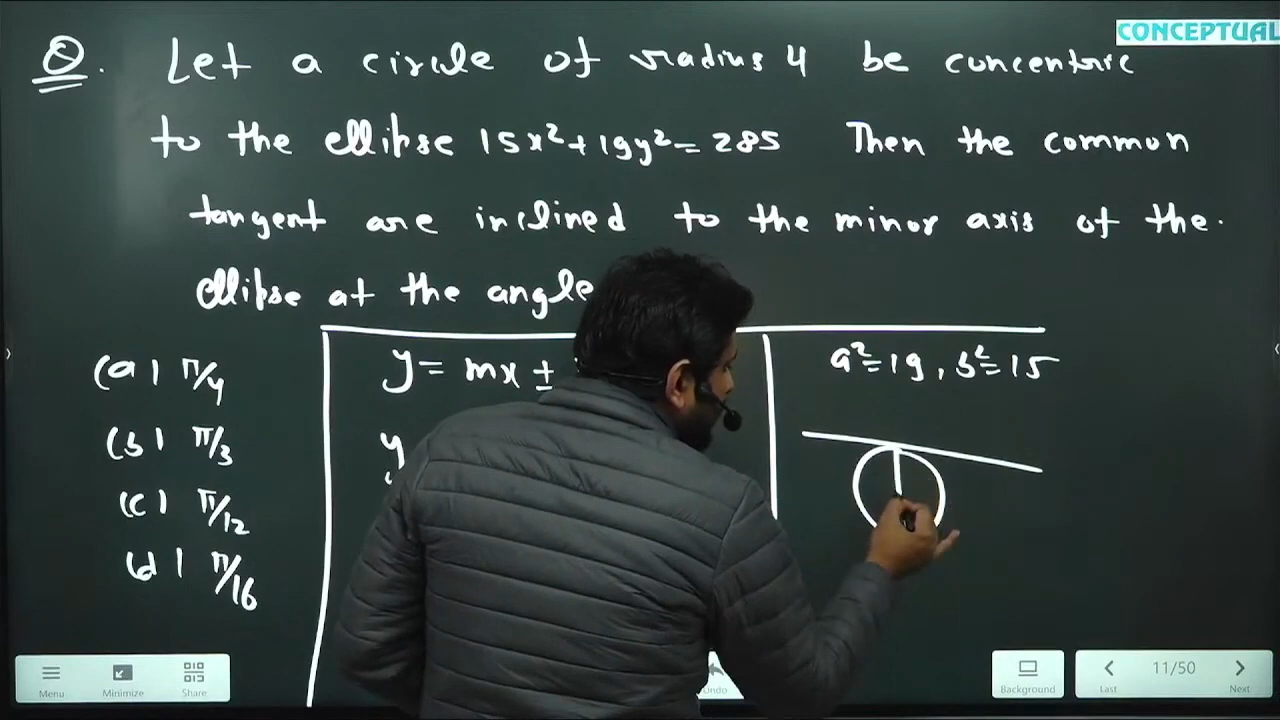 CONCEPTUAL
Q. Let a circle of radius 4 be concentric
to the ellipse 15x²+19y²=285 Then the common
tangent are inclined to the minor axis of the.
ellipse at the angle
(a) π/4
(b) π/3
(c) π/12
(d) π/16
y = mx ±
y
a²=19, b²=15
Menu
Minimize
Share
Undo
Background
Last
11/50
Next